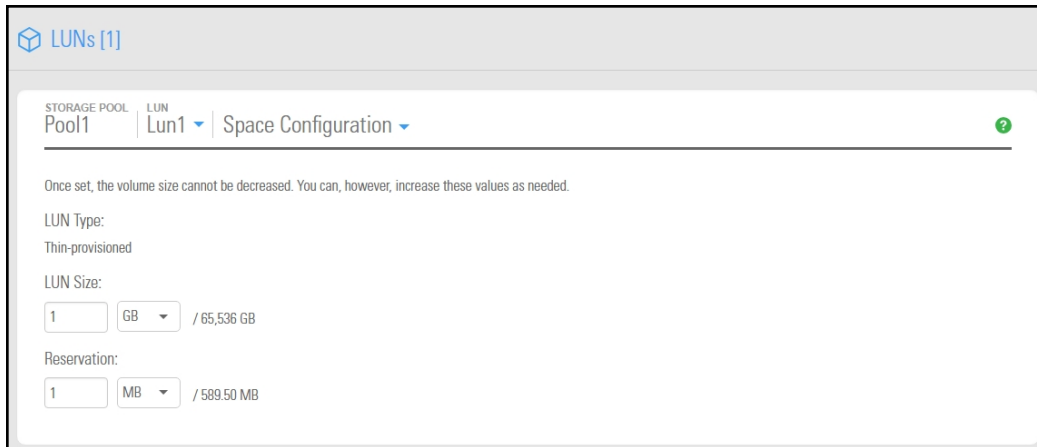 LUNs [1]
STORAGE POOL LUN
Pool1 Lun1 Space Configuration
?
Once set, the volume size cannot be decreased. You can, however, increase these values as needed.
LUN Type:
Thin-provisioned
LUN Size:
1 GB / 65,536 GB
Reservation:
1 MB / 589.50 MB